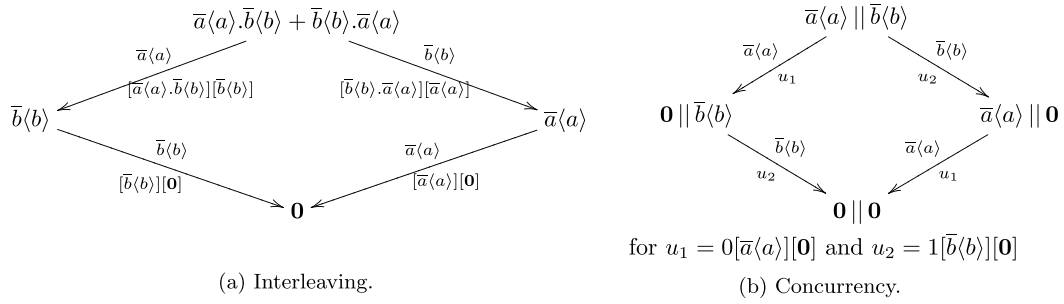 a̅⟨a⟩.b̅⟨b⟩ + b̅⟨b⟩.a̅⟨a⟩
a̅⟨a⟩
[a̅⟨a⟩.b̅⟨b⟩][b̅⟨b⟩]
b̅⟨b⟩
[b̅⟨b⟩.a̅⟨a⟩][a̅⟨a⟩]
b̅⟨b⟩
a̅⟨a⟩
b̅⟨b⟩
[b̅⟨b⟩][0]
a̅⟨a⟩
[a̅⟨a⟩][0]
0
(a) Interleaving.
a̅⟨a⟩ || b̅⟨b⟩
a̅⟨a⟩
u₁
b̅⟨b⟩
u₂
0 || b̅⟨b⟩
a̅⟨a⟩ || 0
b̅⟨b⟩
u₂
a̅⟨a⟩
u₁
0 || 0
for u₁ = 0[a̅⟨a⟩][0] and u₂ = 1[b̅⟨b⟩][0]
(b) Concurrency.